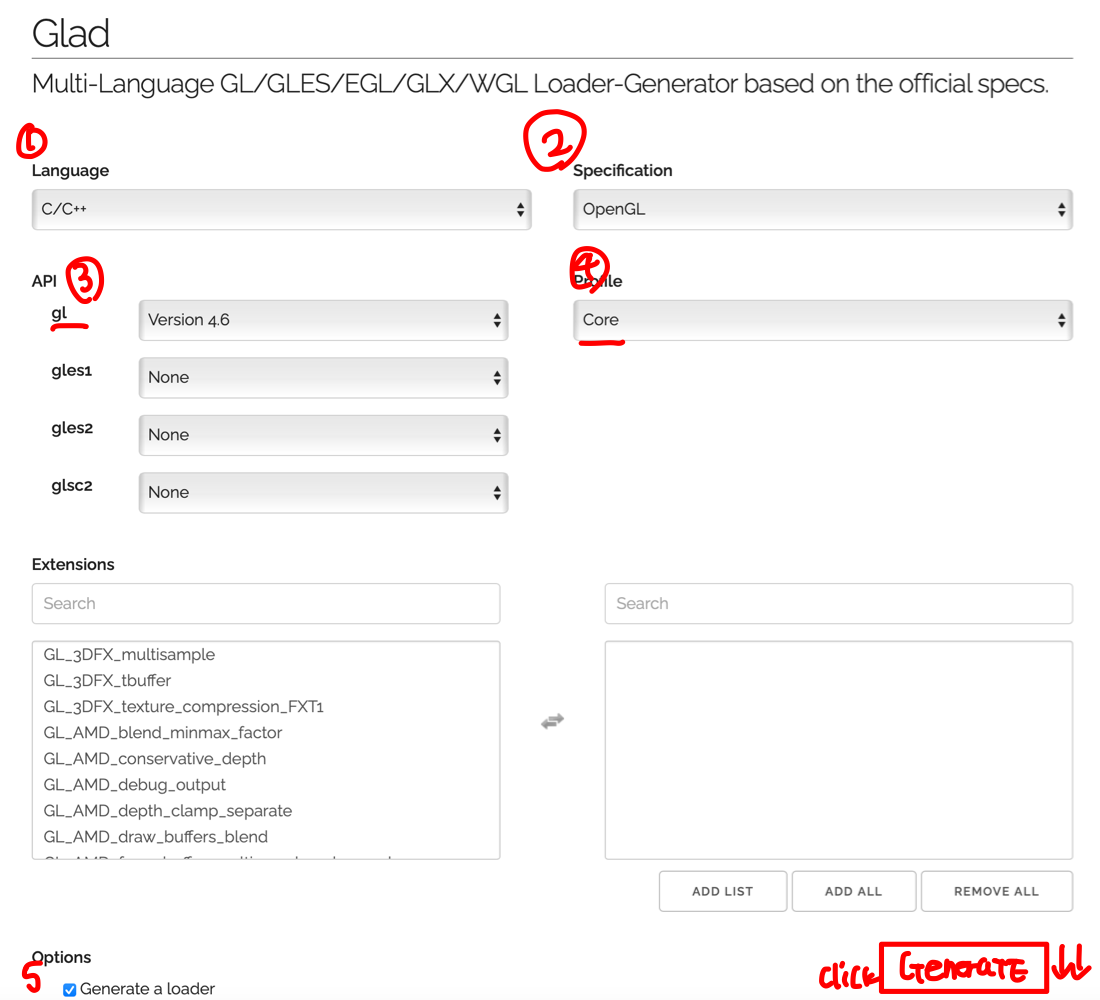 Glad
Multi-Language GL/GLES/EGL/GLX/WGL Loader-Generator based on the official specs.
1
2
Language
Specification
C/C++
OpenGL
API
3
4
Profile
gl
Version 4.6
Core
gles1
None
gles2
None
glsc2
None
Extensions
Search
Search
GL_3DFX_multisample
GL_3DFX_tbuffer
GL_3DFX_texture_compression_FXT1
GL_AMD_blend_minmax_factor
GL_AMD_conservative_depth
GL_AMD_debug_output
GL_AMD_depth_clamp_separate
GL_AMD_draw_buffers_blend
ADD LIST
ADD ALL
REMOVE ALL
Options
5
Generate a loader
click GENERATE